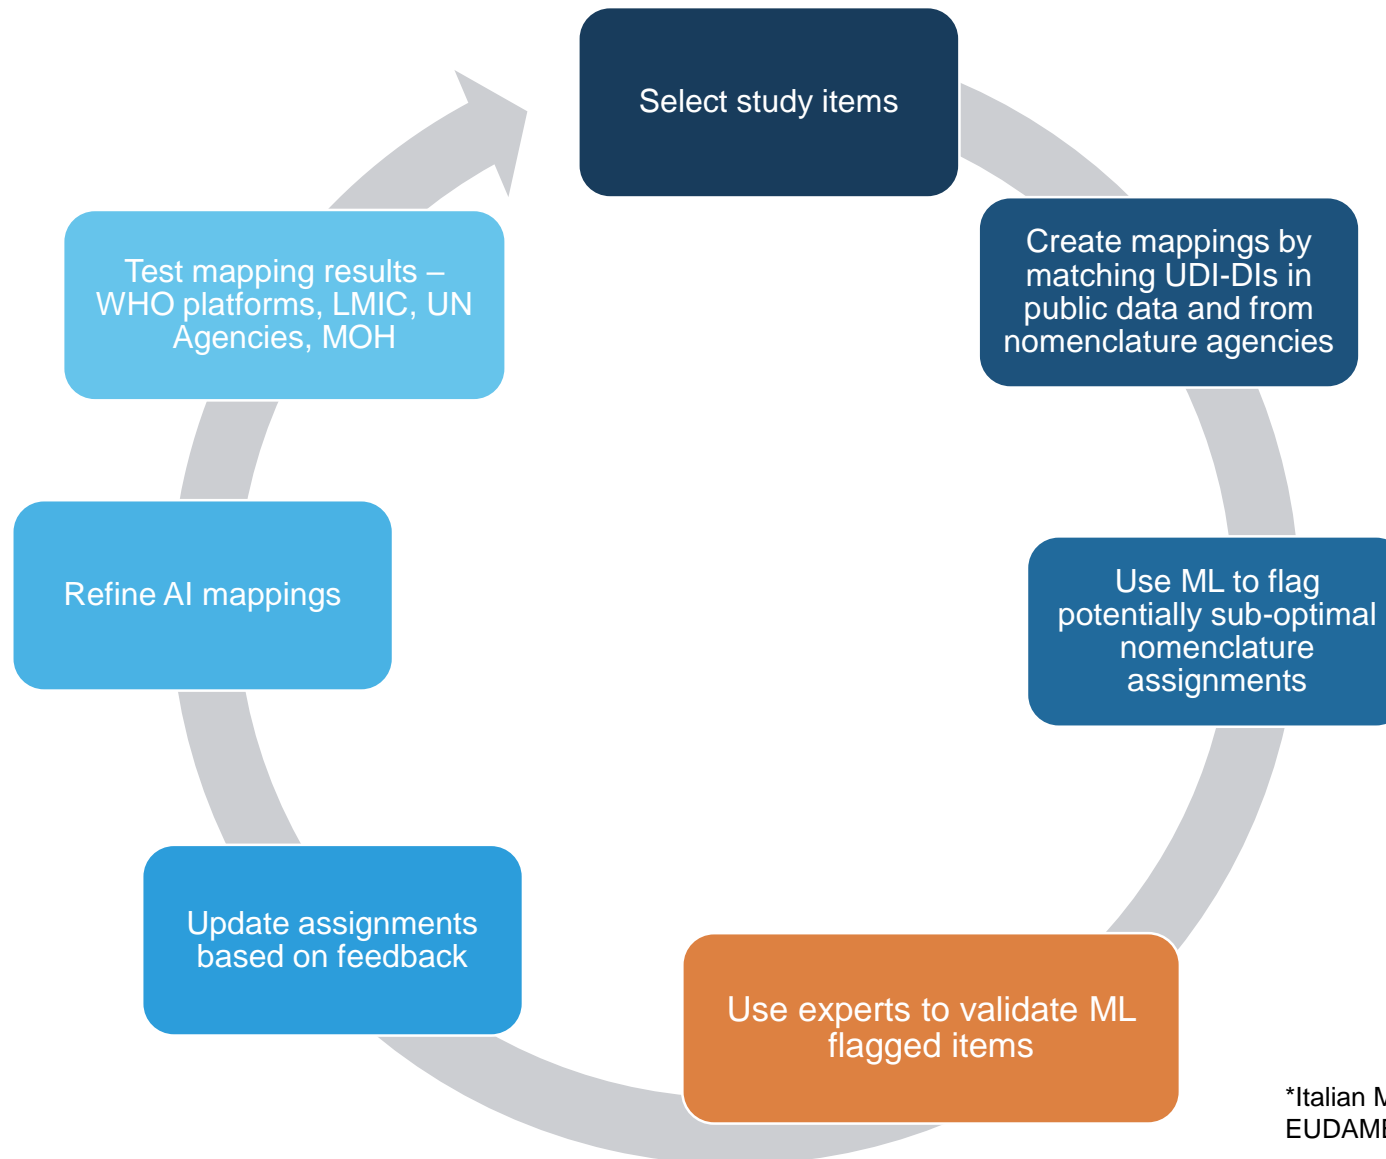 Select study items
Create mappings by
matching UDI-DIs in
public data and from
nomenclature agencies
Use ML to flag
potentially sub-optimal
nomenclature
assignments
Use experts to validate ML
flagged items
Update assignments
based on feedback
Refine AI mappings
Test mapping results –
WHO platforms, LMIC, UN
Agencies, MOH
*Italian